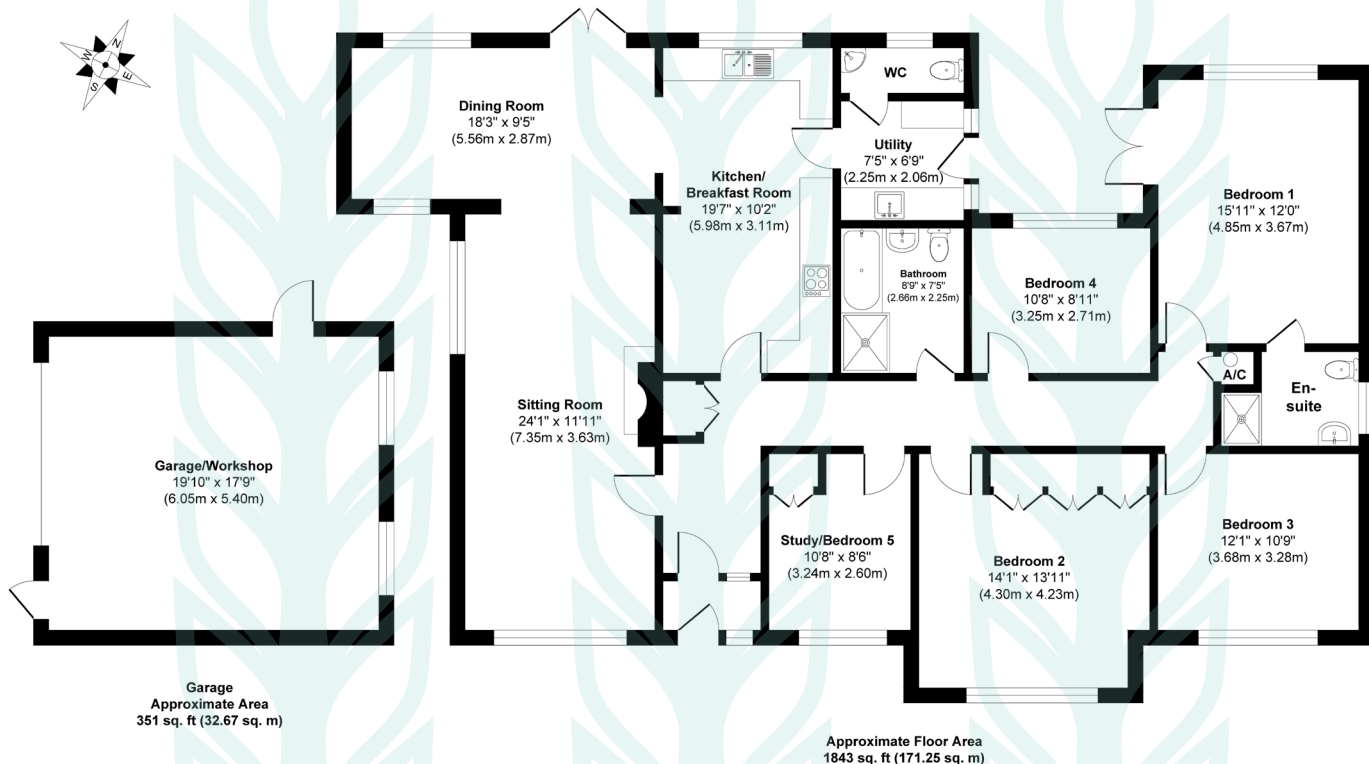 N
W
E
S
Dining Room
18'3" x 9'5"
(5.56m x 2.87m)
Kitchen/
Breakfast Room
19'7" x 10'2"
(5.98m x 3.11m)
WC
Utility
7'5" x 6'9"
(2.25m x 2.06m)
Bathroom
8'9" x 7'5"
(2.66m x 2.25m)
Bedroom 4
10'8" x 8'11"
(3.25m x 2.71m)
Bedroom 1
15'11" x 12'0"
(4.85m x 3.67m)
A/C
En-
suite
Sitting Room
24'1" x 11'11"
(7.35m x 3.63m)
Garage/Workshop
19'10" x 17'9"
(6.05m x 5.40m)
Study/Bedroom 5
10'8" x 8'6"
(3.24m x 2.60m)
Bedroom 2
14'1" x 13'11"
(4.30m x 4.23m)
Bedroom 3
12'1" x 10'9"
(3.68m x 3.28m)
Garage
Approximate Area
351 sq. ft (32.67 sq. m)
Approximate Floor Area
1843 sq. ft (171.25 sq. m)